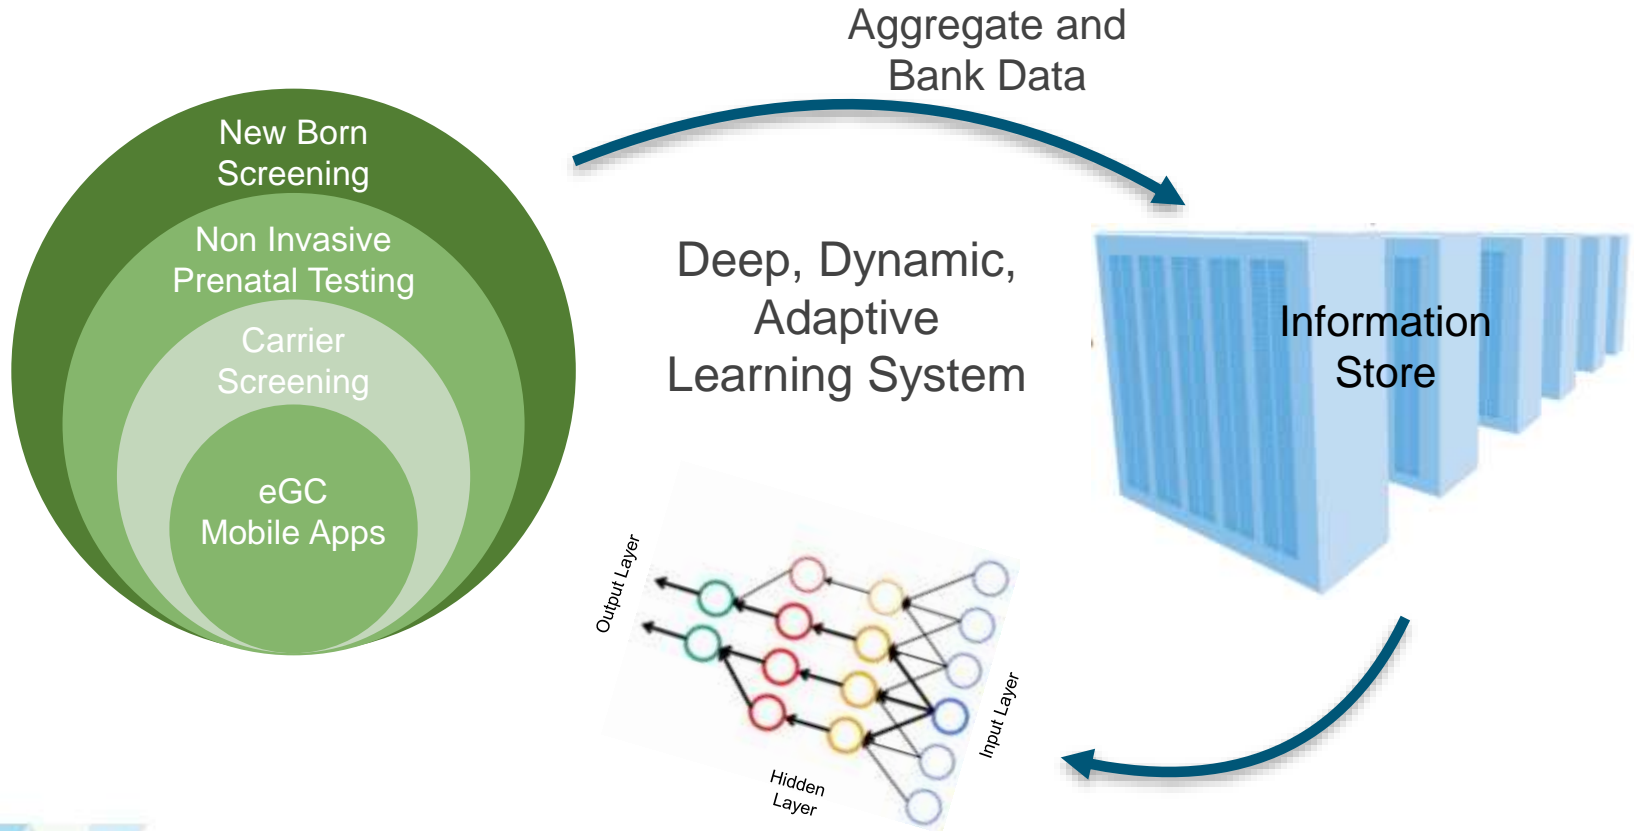 Aggregate and
Bank Data
New Born
Screening
Non Invasive
Prenatal Testing
Carrier
Screening
eGC
Mobile Apps
Deep, Dynamic,
Adaptive
Learning System
Information
Store
Output Layer
Input Layer
Hidden
Layer